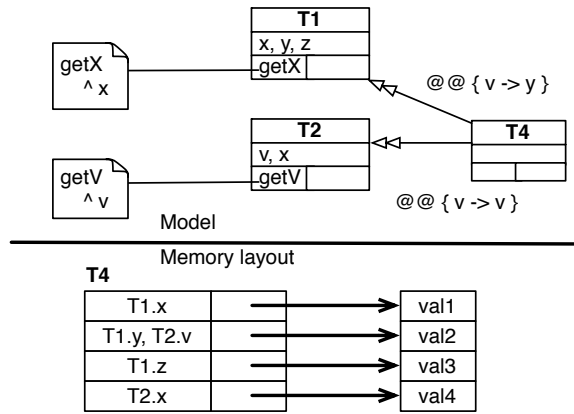 T1
x, y, z
getX
getX
^ x
@@ { v -> y }
T2
v, x
getV
T4
getV
^ v
@@ { v -> v }
Model
Memory layout
T4
T1.x
val1
T1.y, T2.v
val2
T1.z
val3
T2.x
val4